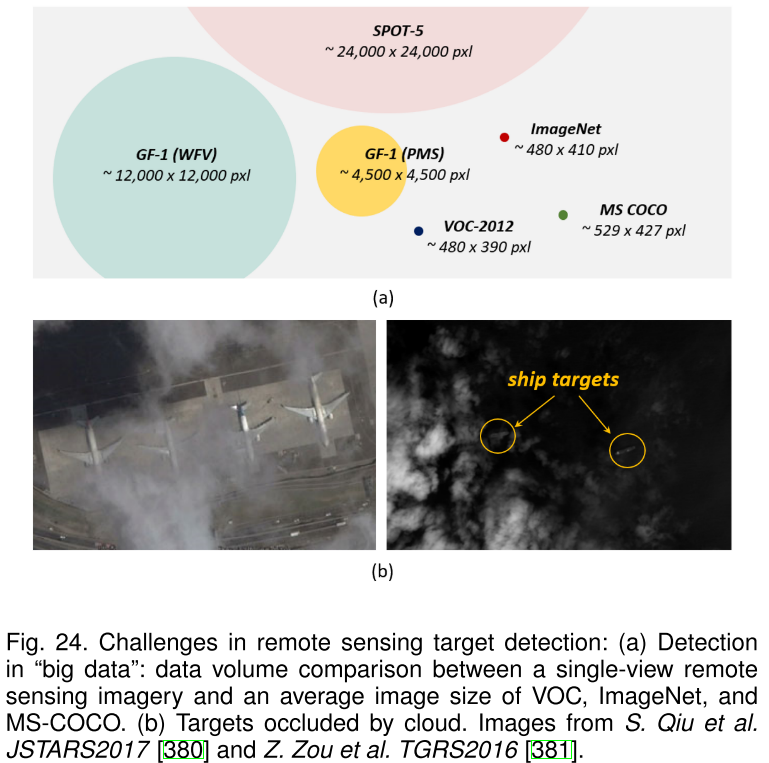 SPOT-5
~ 24,000 x 24,000 pxl
GF-1 (WFV)
~ 12,000 x 12,000 pxl
GF-1 (PMS)
~ 4,500 x 4,500 pxl
ImageNet
~ 480 x 410 pxl
MS COCO
~ 529 x 427 pxl
VOC-2012
~ 480 x 390 pxl
(a)
ship targets
(b)
Fig. 24. Challenges in remote sensing target detection: (a) Detection
in “big data”: data volume comparison between a single-view remote
sensing imagery and an average image size of VOC, ImageNet, and
MS-COCO. (b) Targets occluded by cloud. Images from S. Qiu et al.
JSTARS2017 [380] and Z. Zou et al. TGRS2016 [381].